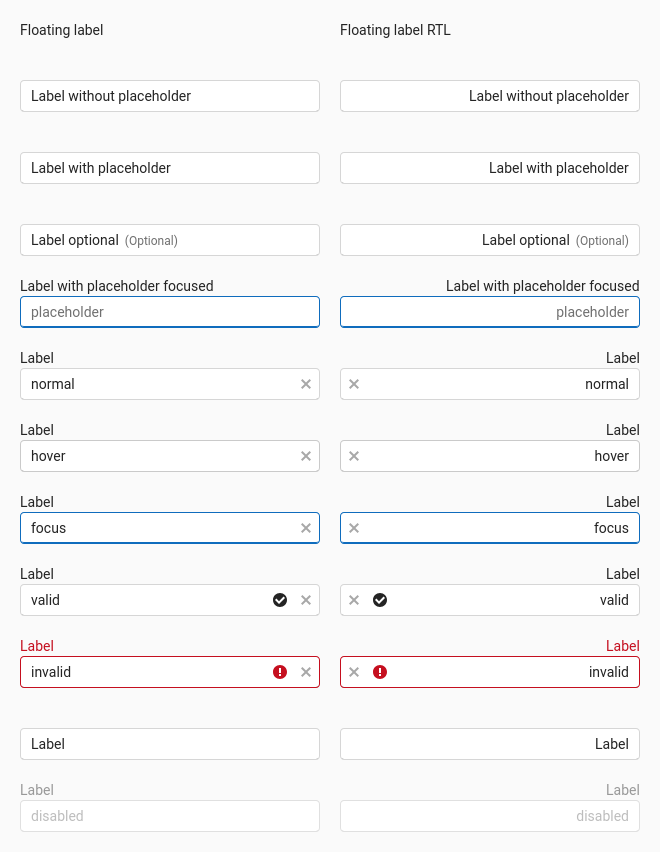 Floating label
Label without placeholder
Label with placeholder
Label optional (Optional)
Label with placeholder focused
placeholder
Label
normal
Label
hover
Label
focus
Label
valid
Label
invalid
Label
Label
disabled
Floating label RTL
Label without placeholder
Label with placeholder
Label optional (Optional)
Label with placeholder focused
placeholder
Label
normal
Label
hover
Label
focus
Label
valid
Label
invalid
Label
Label
disabled